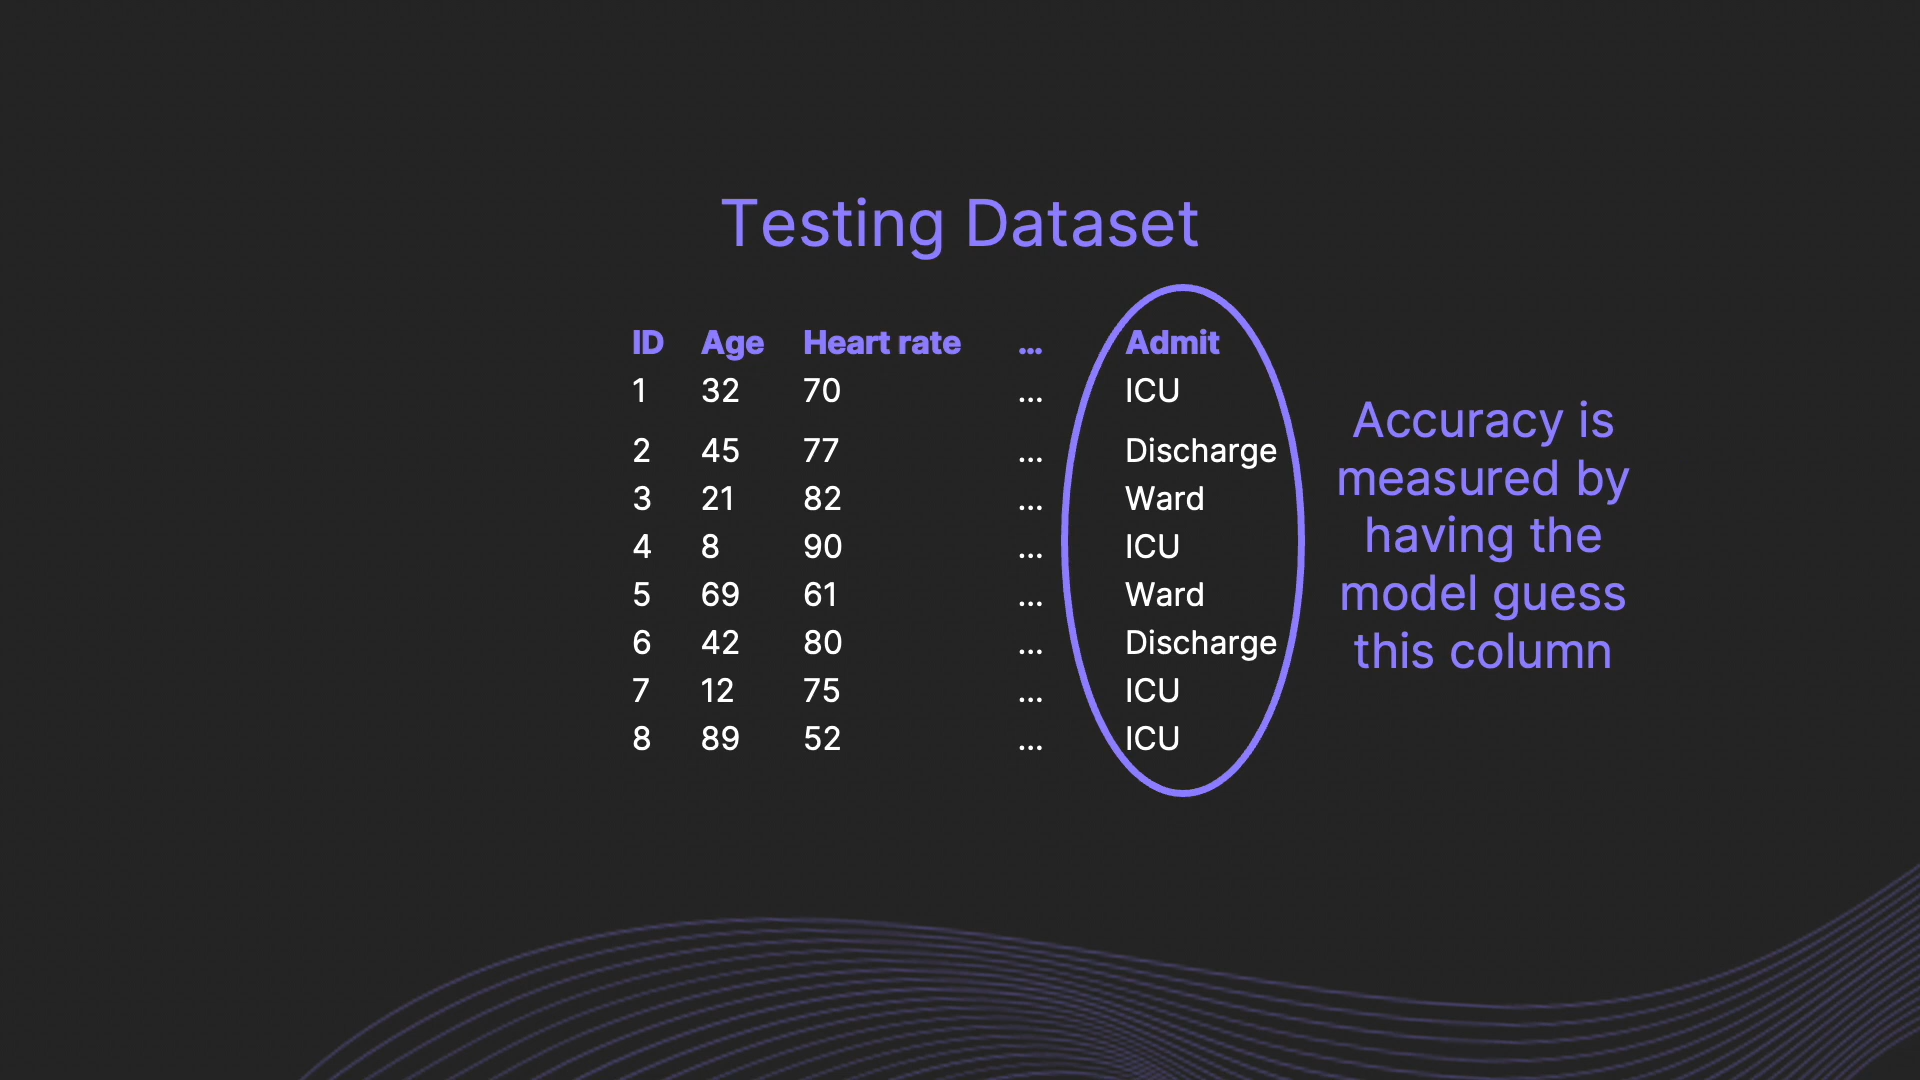 Testing Dataset
ID Age Heart rate ... Admit
1 32 70 ... ICU
2 45 77 ... Discharge
3 21 82 ... Ward
4 8 90 ... ICU
5 69 61 ... Ward
6 42 80 ... Discharge
7 12 75 ... ICU
8 89 52 ... ICU
Accuracy is
measured by
having the
model guess
this column